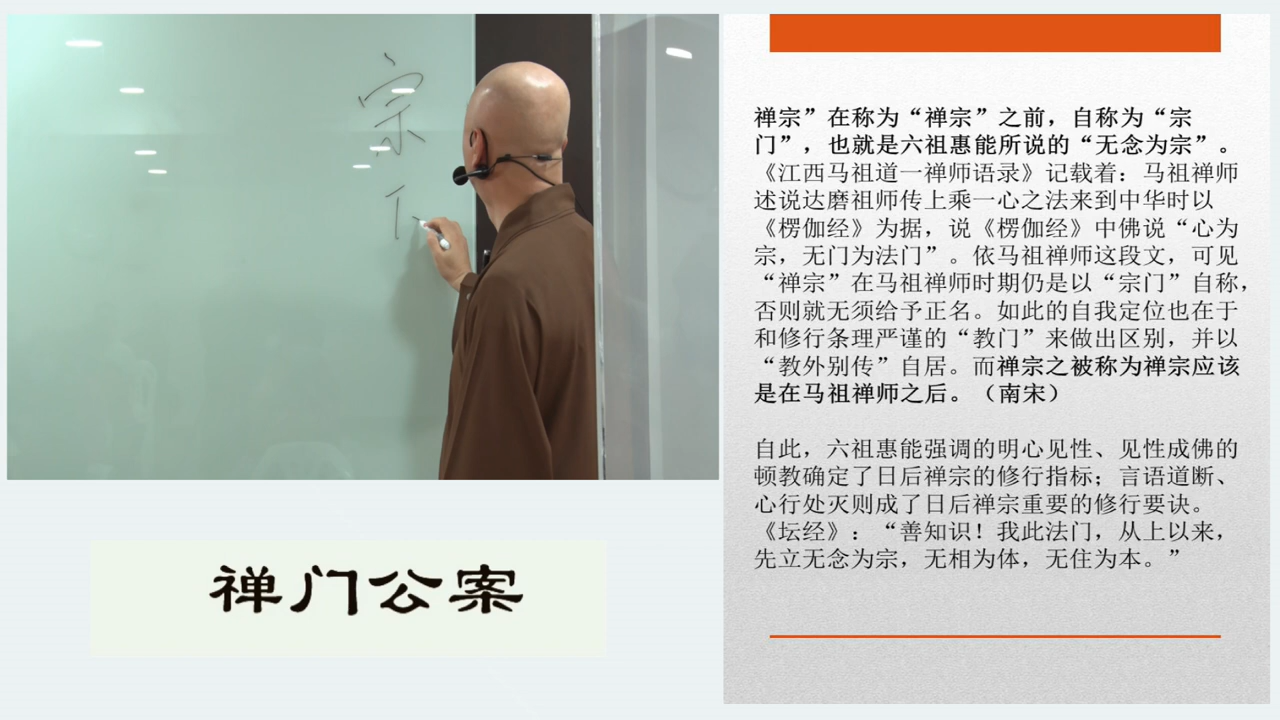 宗
禅门公案
禅宗”在称为“禅宗”之前，自称为“宗
门”，也就是六祖惠能所说的“无念为宗”。
《江西马祖道一禅师语录》记载着：马祖禅师
述说达磨祖师传上乘一心之法来到中华时以
《楞伽经》为据，说《楞伽经》中佛说“心为
宗，无门为法门”。依马祖禅师这段文，可见
“禅宗”在马祖禅师时期仍是以“宗门”自称，
否则就无须给予正名。如此的自我定位也在于
和修行条理严谨的“教门”来做出区别，并以
“教外别传”自居。而禅宗之被称为禅宗应该
是在马祖禅师之后。（南宋）
自此，六祖惠能强调的明心见性、见性成佛的
顿教确定了日后禅宗的修行指标；言语道断、
心行处灭则成了日后禅宗重要的修行要诀。
《坛经》：“善知识！我此法门，从上以来，
先立无念为宗，无相为体，无住为本。”